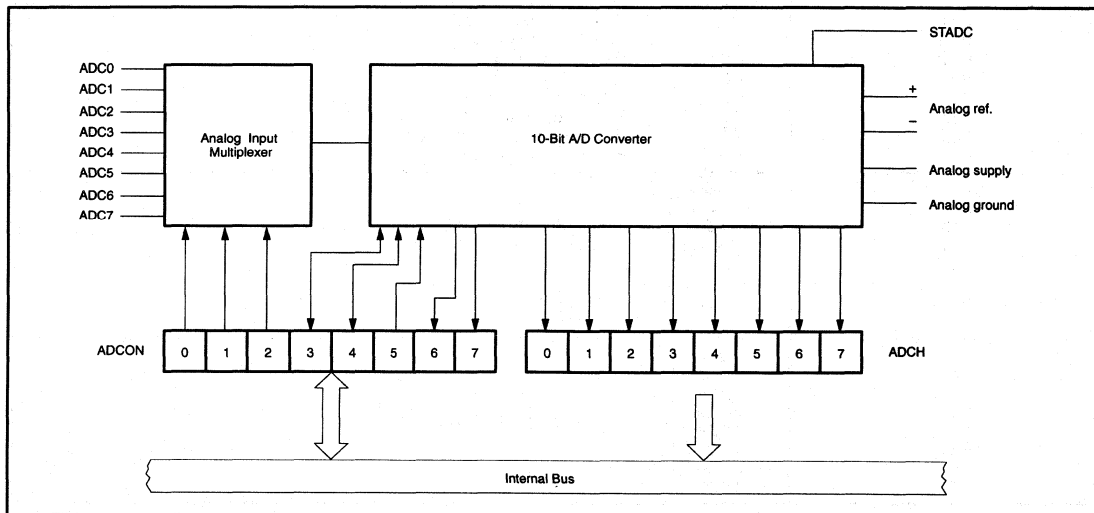 STADC
ADC0
ADC1
ADC2
ADC3
ADC4
ADC5
ADC6
ADC7
Analog Input
Multiplexer
10-Bit A/D Converter
+
Analog ref.
–
Analog supply
Analog ground
ADCON 0 1 2 3 4 5 6 7
0 1 2 3 4 5 6 7 ADCH
Internal Bus